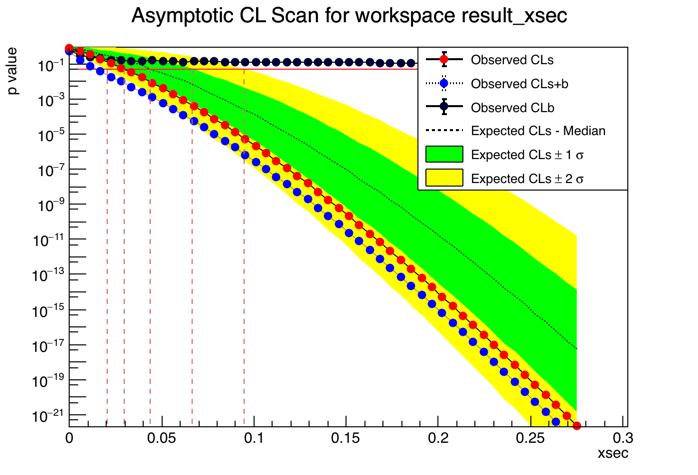 Asymptotic CL Scan for workspace result_xsec
p value
Observed CLs
Observed CLs+b
Observed CLb
Expected CLs - Median
Expected CLs ± 1 σ
Expected CLs ± 2 σ
10⁻¹
10⁻³
10⁻⁵
10⁻⁷
10⁻⁹
10⁻¹¹
10⁻¹³
10⁻¹⁵
10⁻¹⁷
10⁻¹⁹
10⁻²¹
0 0.05 0.1 0.15 0.2 0.25 0.3
xsec